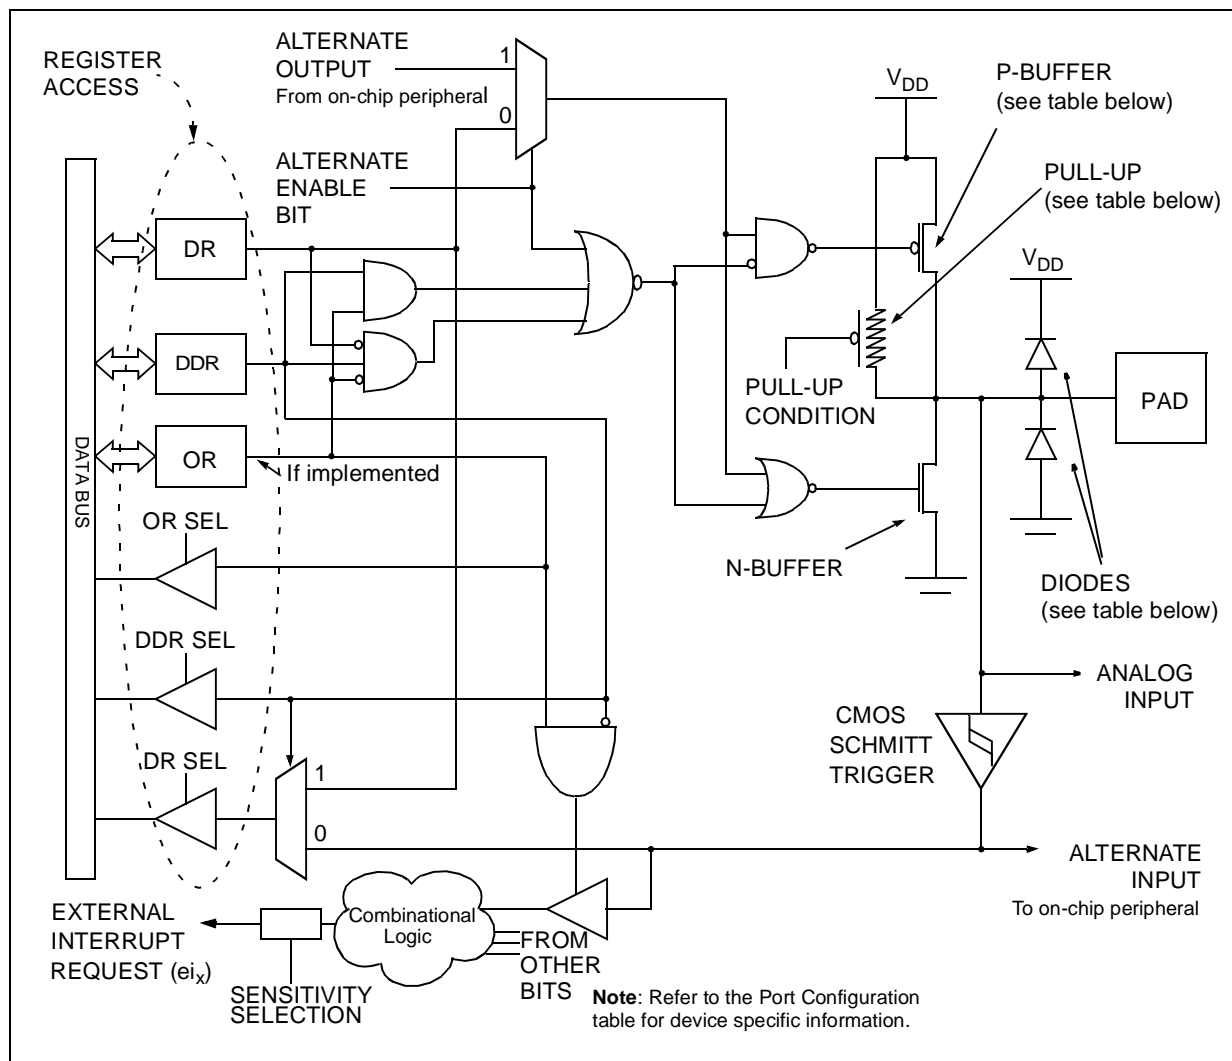 REGISTER
ACCESS
ALTERNATE
OUTPUT
From on-chip peripheral
1
0
ALTERNATE
ENABLE
BIT
VDD
P-BUFFER
(see table below)
PULL-UP
(see table below)
VDD
DR
DDR
OR
If implemented
DATA BUS
PULL-UP
CONDITION
PAD
N-BUFFER
DIODES
(see table below)
OR SEL
DDR SEL
DR SEL
1
0
ANALOG
INPUT
CMOS
SCHMITT
TRIGGER
ALTERNATE
INPUT
To on-chip peripheral
EXTERNAL
INTERRUPT
REQUEST (eix)
Combinational
Logic
SENSITIVITY
SELECTION
FROM
OTHER
BITS
Note: Refer to the Port Configuration
table for device specific information.